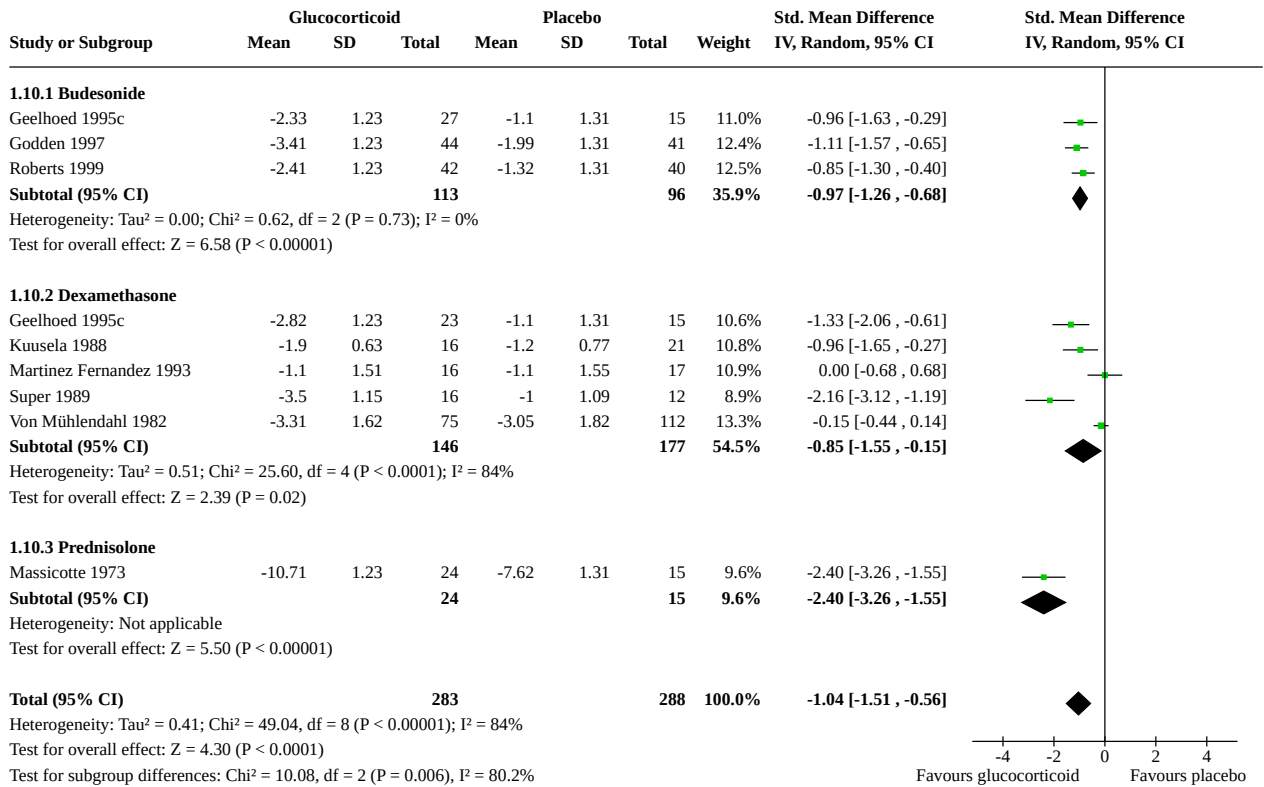 Glucocorticoid Placebo Std. Mean Difference Std. Mean Difference
Study or Subgroup Mean SD Total Mean SD Total Weight IV, Random, 95% CI IV, Random, 95% CI
1.10.1 Budesonide
Geelhoed 1995c -2.33 1.23 27 -1.1 1.31 15 11.0% -0.96 [-1.63 , -0.29]
Godden 1997 -3.41 1.23 44 -1.99 1.31 41 12.4% -1.11 [-1.57 , -0.65]
Roberts 1999 -2.41 1.23 42 -1.32 1.31 40 12.5% -0.85 [-1.30 , -0.40]
Subtotal (95% CI) 113 96 35.9% -0.97 [-1.26 , -0.68]
Heterogeneity: Tau² = 0.00; Chi² = 0.62, df = 2 (P = 0.73); I² = 0%
Test for overall effect: Z = 6.58 (P < 0.00001)
1.10.2 Dexamethasone
Geelhoed 1995c -2.82 1.23 23 -1.1 1.31 15 10.6% -1.33 [-2.06 , -0.61]
Kuusela 1988 -1.9 0.63 16 -1.2 0.77 21 10.8% -0.96 [-1.65 , -0.27]
Martinez Fernandez 1993 -1.1 1.51 16 -1.1 1.55 17 10.9% 0.00 [-0.68 , 0.68]
Super 1989 -3.5 1.15 16 -1 1.09 12 8.9% -2.16 [-3.12 , -1.19]
Von Mühlendahl 1982 -3.31 1.62 75 -3.05 1.82 112 13.3% -0.15 [-0.44 , 0.14]
Subtotal (95% CI) 146 177 54.5% -0.85 [-1.55 , -0.15]
Heterogeneity: Tau² = 0.51; Chi² = 25.60, df = 4 (P < 0.0001); I² = 84%
Test for overall effect: Z = 2.39 (P = 0.02)
1.10.3 Prednisolone
Massicotte 1973 -10.71 1.23 24 -7.62 1.31 15 9.6% -2.40 [-3.26 , -1.55]
Subtotal (95% CI) 24 15 9.6% -2.40 [-3.26 , -1.55]
Heterogeneity: Not applicable
Test for overall effect: Z = 5.50 (P < 0.00001)
Total (95% CI) 283 288 100.0% -1.04 [-1.51 , -0.56]
Heterogeneity: Tau² = 0.41; Chi² = 49.04, df = 8 (P < 0.00001); I² = 84%
Test for overall effect: Z = 4.30 (P < 0.0001)
-4 -2 0 2 4
Test for subgroup differences: Chi² = 10.08, df = 2 (P = 0.006), I² = 80.2% Favours glucocorticoid Favours placebo